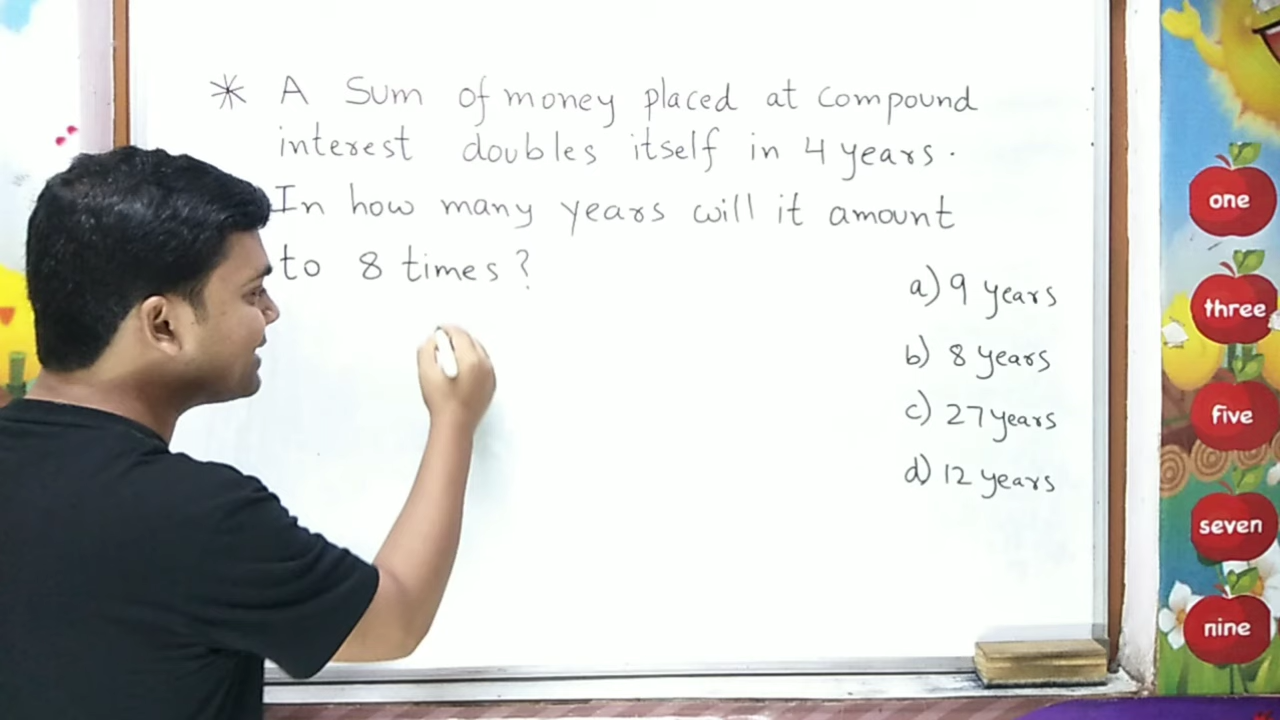 * A Sum of money placed at compound
interest doubles itself in 4 years.
In how many years will it amount
to 8 times?
a) 9 years
b) 8 years
c) 27 years
d) 12 years
one
three
five
seven
nine